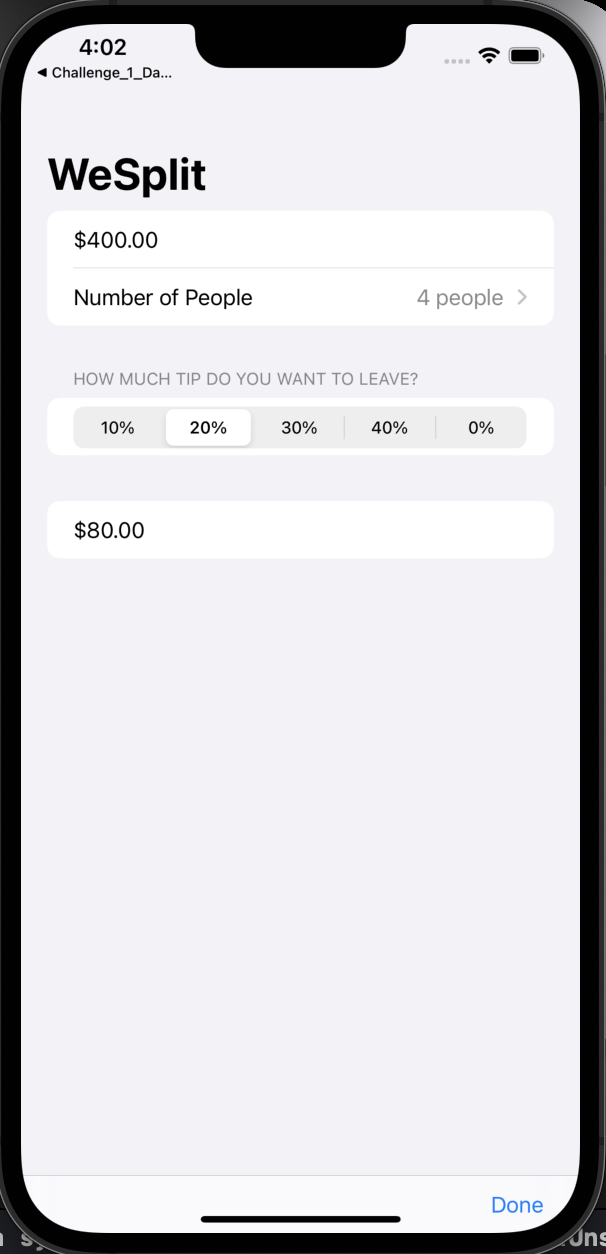 4:02
◀ Challenge_1_Da...
WeSplit
$400.00
Number of People 4 people >
HOW MUCH TIP DO YOU WANT TO LEAVE?
10% 20% 30% 40% 0%
$80.00
Done